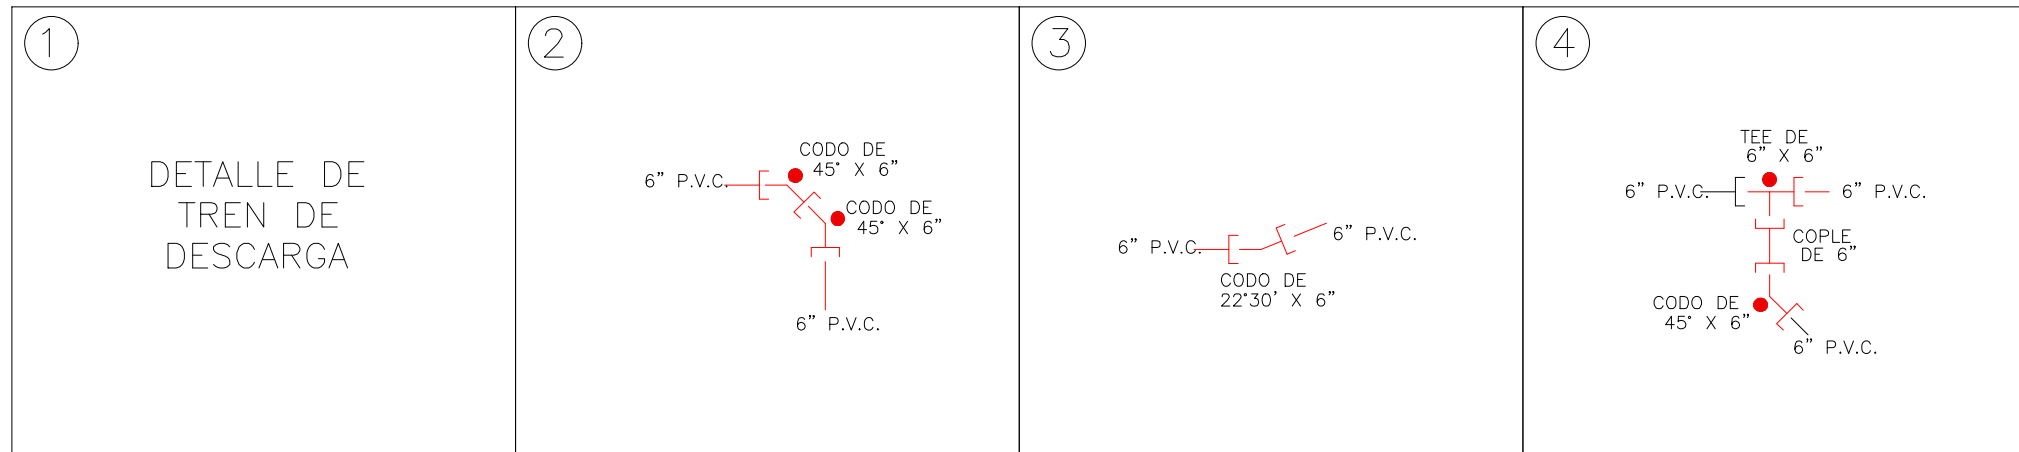 1
DETALLE DE
TREN DE
DESCARGA
2
CODO DE
45° X 6”
6” P.V.C.
CODO DE
45° X 6”
6” P.V.C.
3
6” P.V.C.
6” P.V.C.
CODO DE
22°30’ X 6”
4
TEE DE
6” X 6”
6” P.V.C.
6” P.V.C.
COPLE
DE 6”
CODO DE
45° X 6”
6” P.V.C.